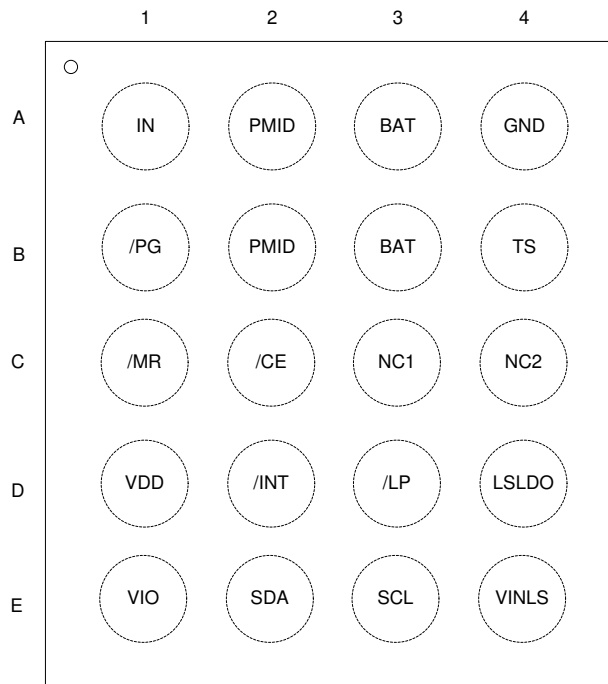 1 2 3 4
A IN PMID BAT GND
B /PG PMID BAT TS
C /MR /CE NC1 NC2
D VDD /INT /LP LSLDO
E VIO SDA SCL VINLS